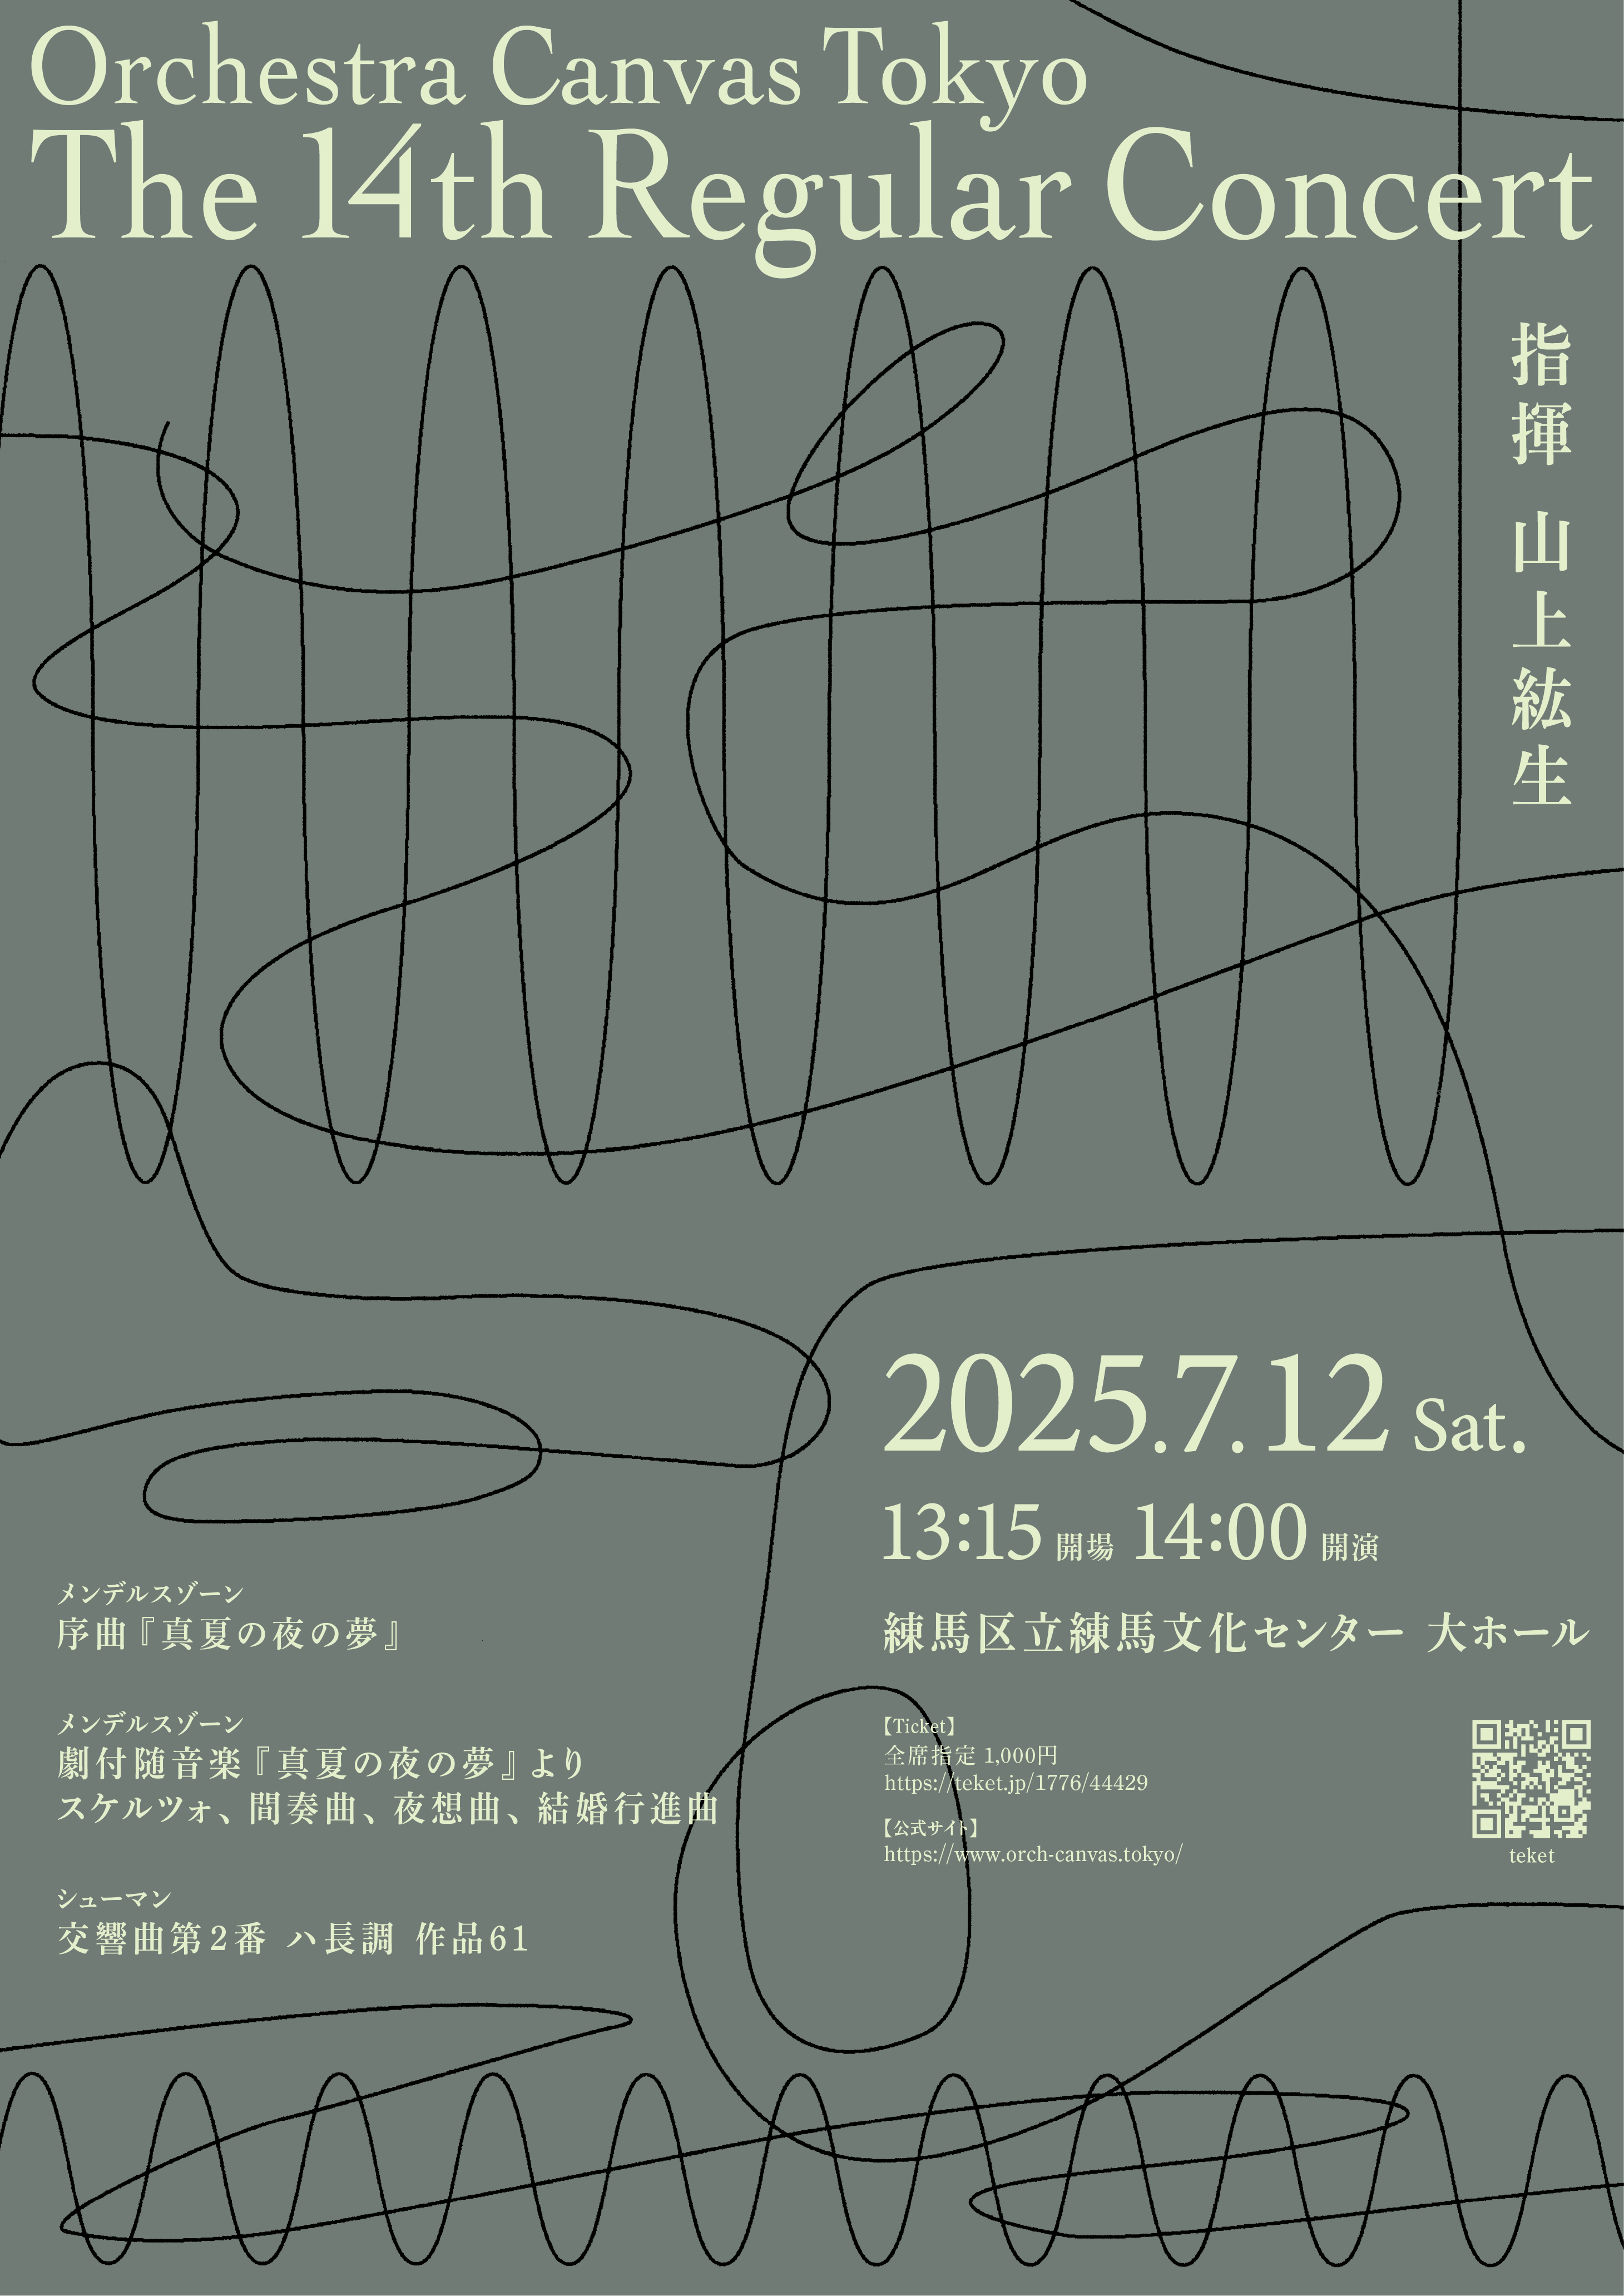 Orchestra Canvas Tokyo
The 14th Regular Concert
指揮 山上紘生
2025.7.12 Sat.
13:15 開場 14:00 開演
練馬区立練馬文化センター 大ホール
メンデルスゾーン
序曲『真夏の夜の夢』
メンデルスゾーン
劇付随音楽『真夏の夜の夢』より
スケルツォ、間奏曲、夜想曲、結婚行進曲
シューマン
交響曲第2番 ハ長調 作品61
【Ticket】
全席指定 1,000円
https://teket.jp/1776/44429
【公式サイト】
https://www.orch-canvas.tokyo/
teket